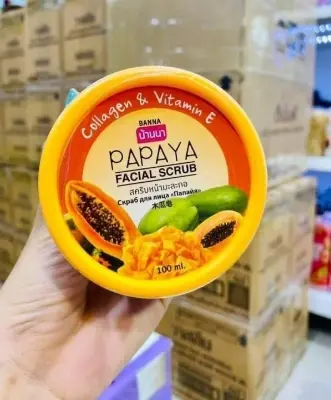 Collagen & Vitamin E
BANNA
บ้านนา
PAPAYA
FACIAL SCRUB
สครับหน้ามะละกอ
Скраб для лица «Папайя»
100 ml.